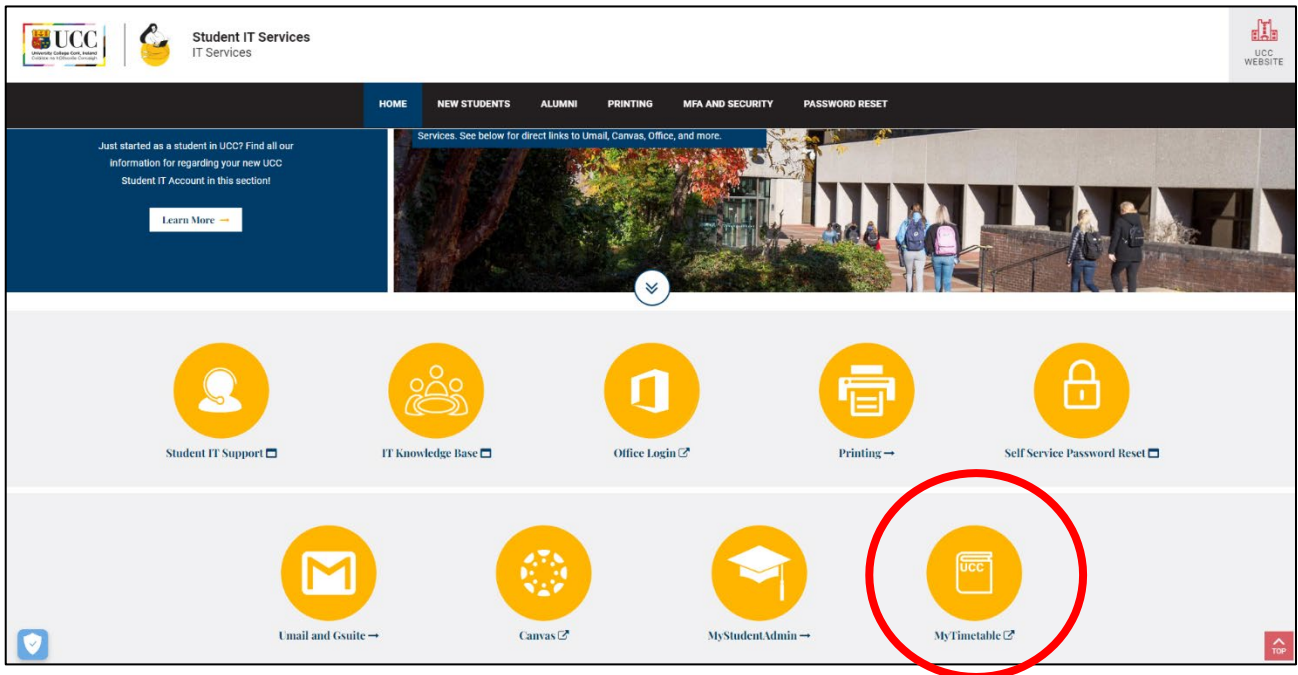 UCC
University College Cork, Ireland
Coláiste na hOllscoile Corcaigh
Student IT Services
IT Services
UCC
WEBSITE
HOME
NEW STUDENTS
ALUMNI
PRINTING
MFA AND SECURITY
PASSWORD RESET
Just started as a student in UCC? Find all our
information for regarding your new UCC
Student IT Account in this section!
Learn More →
Services. See below for direct links to Umail, Canvas, Office, and more.
Student IT Support
IT Knowledge Base
Office Login
Printing →
Self Service Password Reset
UCC
Umail and Gsuite →
Canvas
MyStudentAdmin →
MyTimetable
TOP